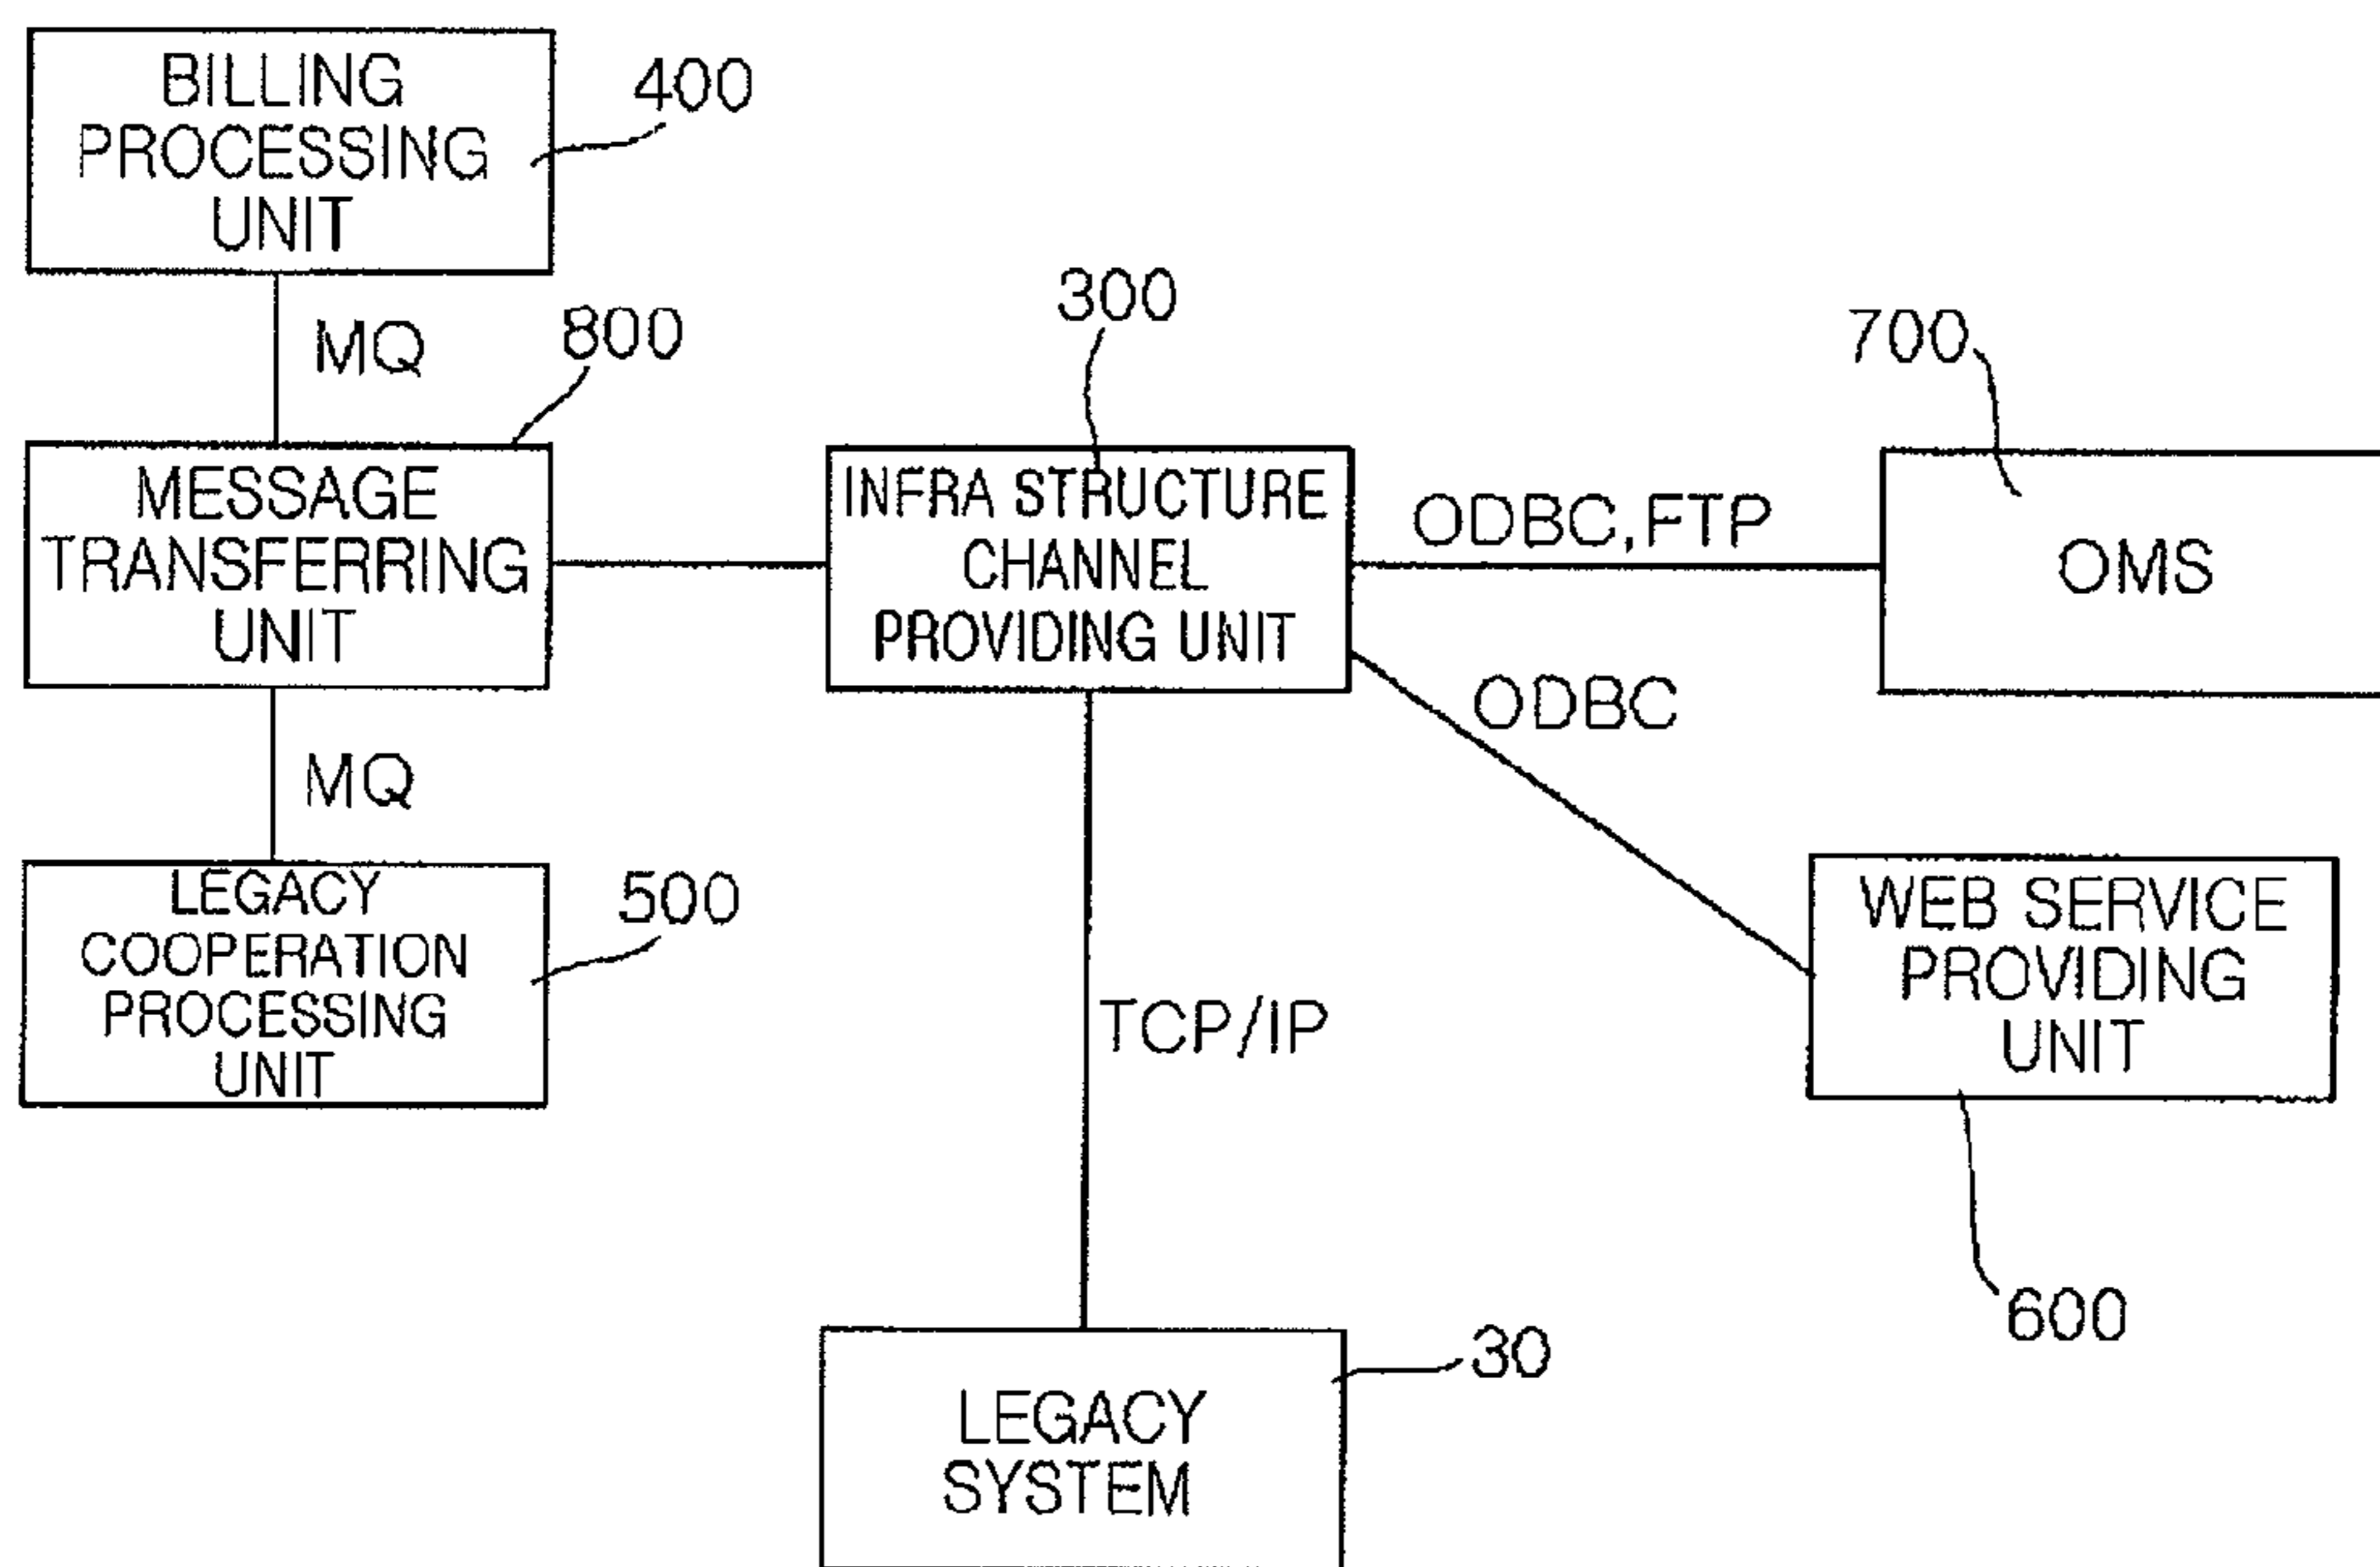 BILLING
PROCESSING
UNIT
400
MQ
800
MESSAGE
TRANSFERRING
UNIT
MQ
LEGACY
COOPERATION
PROCESSING
UNIT
500
300
INFRA STRUCTURE
CHANNEL
PROVIDING UNIT
ODBC,FTP
700
OMS
ODBC
WEB SERVICE
PROVIDING
UNIT
600
TCP/IP
30
LEGACY
SYSTEM